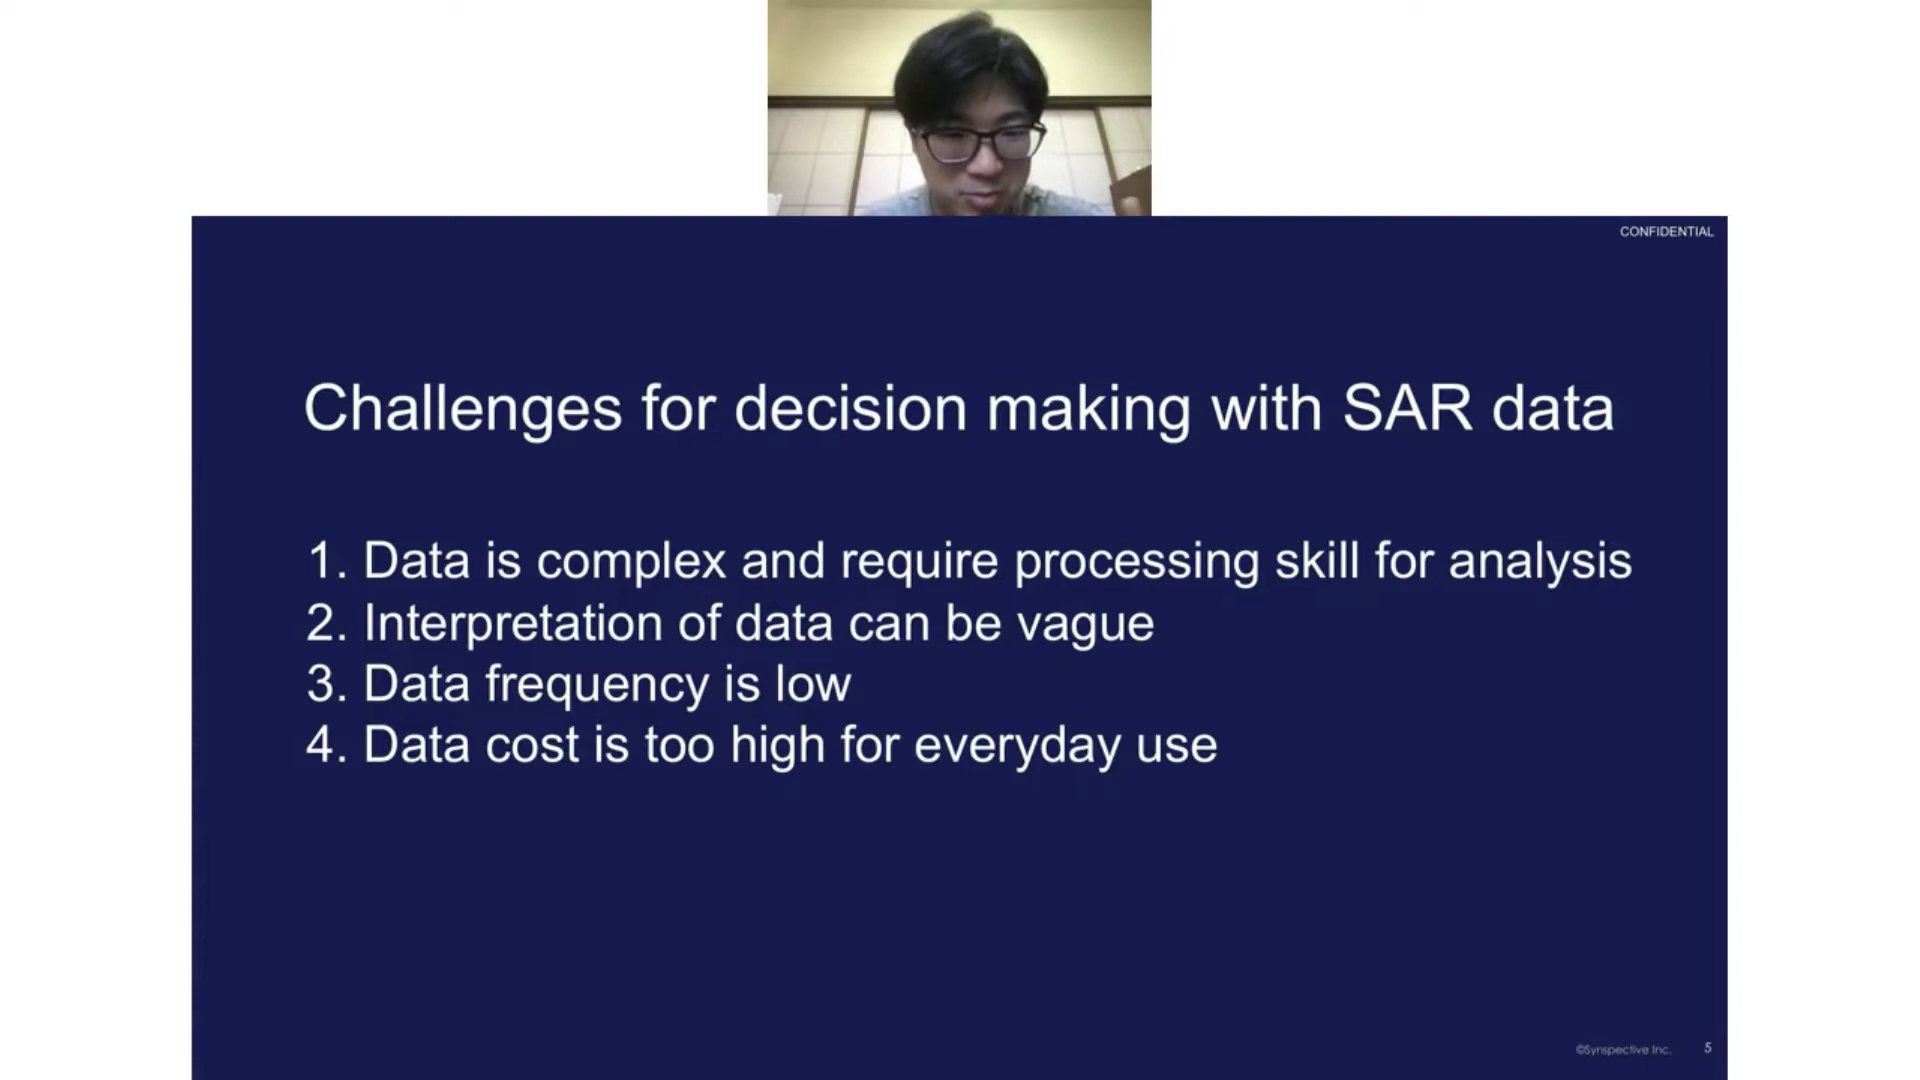 CONFIDENTIAL
Challenges for decision making with SAR data
1. Data is complex and require processing skill for analysis
2. Interpretation of data can be vague
3. Data frequency is low
4. Data cost is too high for everyday use
©Synspective Inc. 5